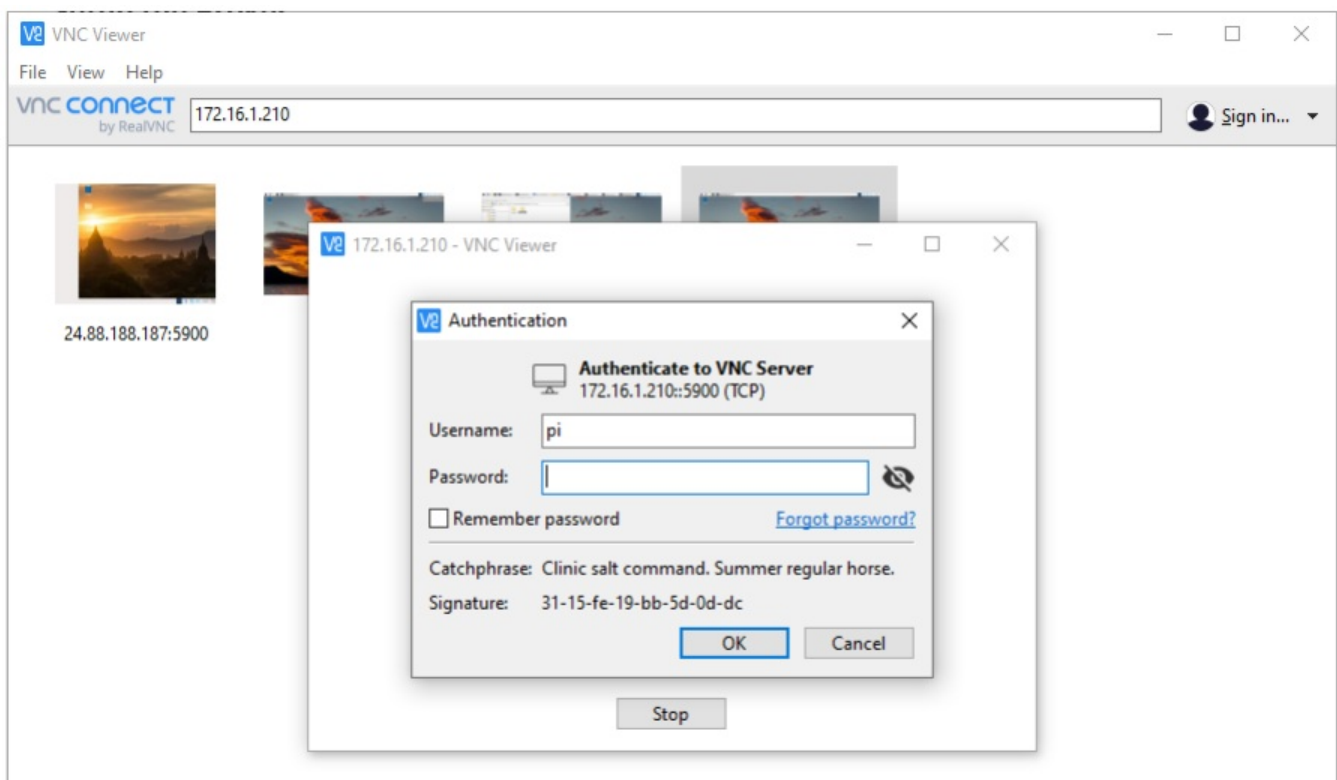 VNC Viewer
File View Help
VNC CONNECT
by RealVNC
172.16.1.210
Sign in...
24.88.188.187:5900
172.16.1.210 - VNC Viewer
Authentication
Authenticate to VNC Server
172.16.1.210::5900 (TCP)
Username: pi
Password:
Remember password Forgot password?
Catchphrase: Clinic salt command. Summer regular horse.
Signature: 31-15-fe-19-bb-5d-0d-dc
OK Cancel
Stop